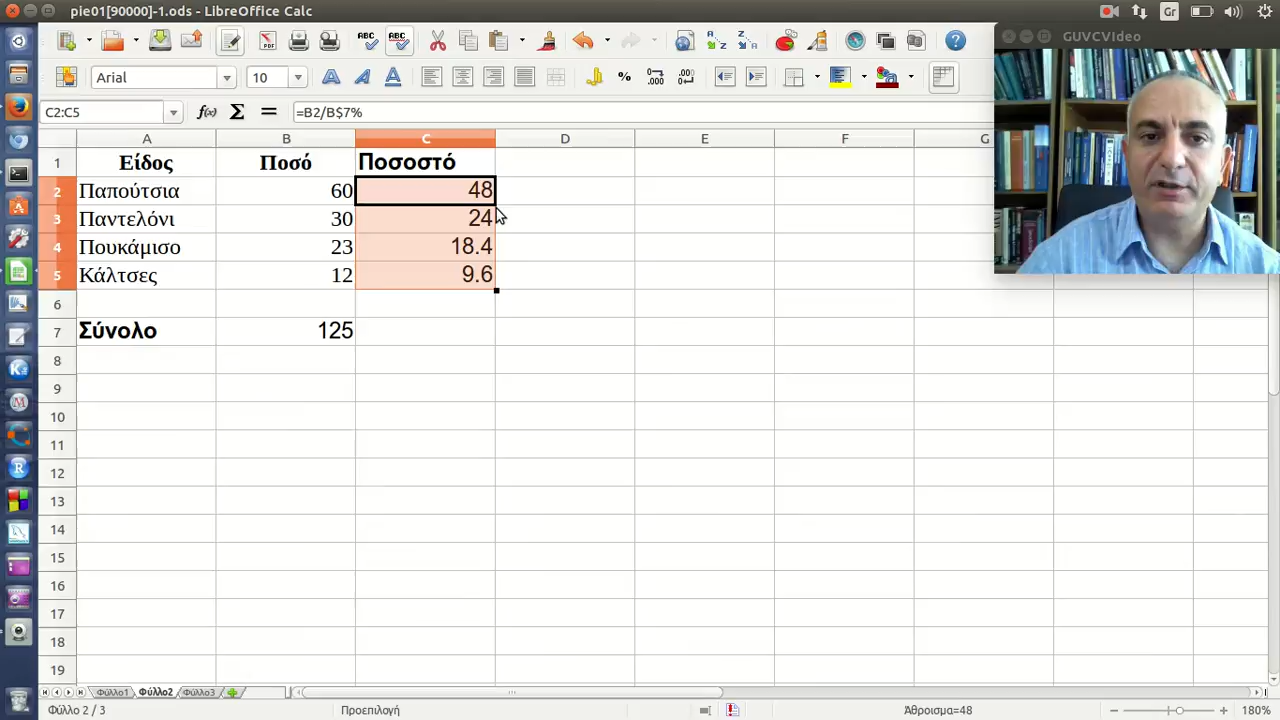 pie01[90000]-1.ods - LibreOffice Calc
Gr
GUVCVIdeo
Arial
10
%
C2:C5
=B2/B$7%
A B C D E F G
1 Είδος Ποσό Ποσοστό
2 Παπούτσια 60 48
3 Παντελόνι 30 24
4 Πουκάμισο 23 18.4
5 Κάλτσες 12 9.6
6
7 Σύνολο 125
8
9
10
11
12
13
14
15
16
17
18
19
Φύλλο1 Φύλλο2 Φύλλο3
Φύλλο 2 / 3 Προεπιλογή Άθροισμα=48 180%